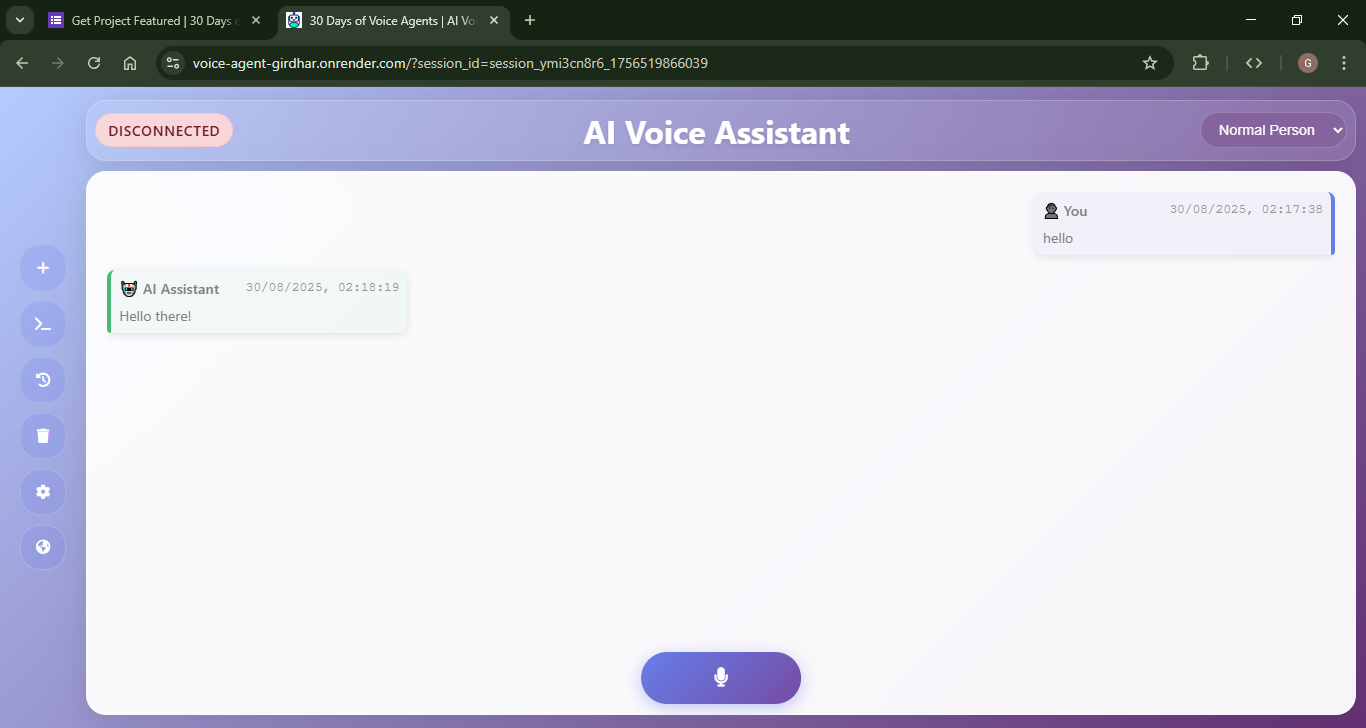 Get Project Featured | 30 Days
30 Days of Voice Agents | AI Vo
voice-agent-girdhar.onrender.com/?session_id=session_ymi3cn8r6_1756519866039
G
DISCONNECTED
AI Voice Assistant
Normal Person
You
30/08/2025, 02:17:38
hello
AI Assistant
30/08/2025, 02:18:19
Hello there!